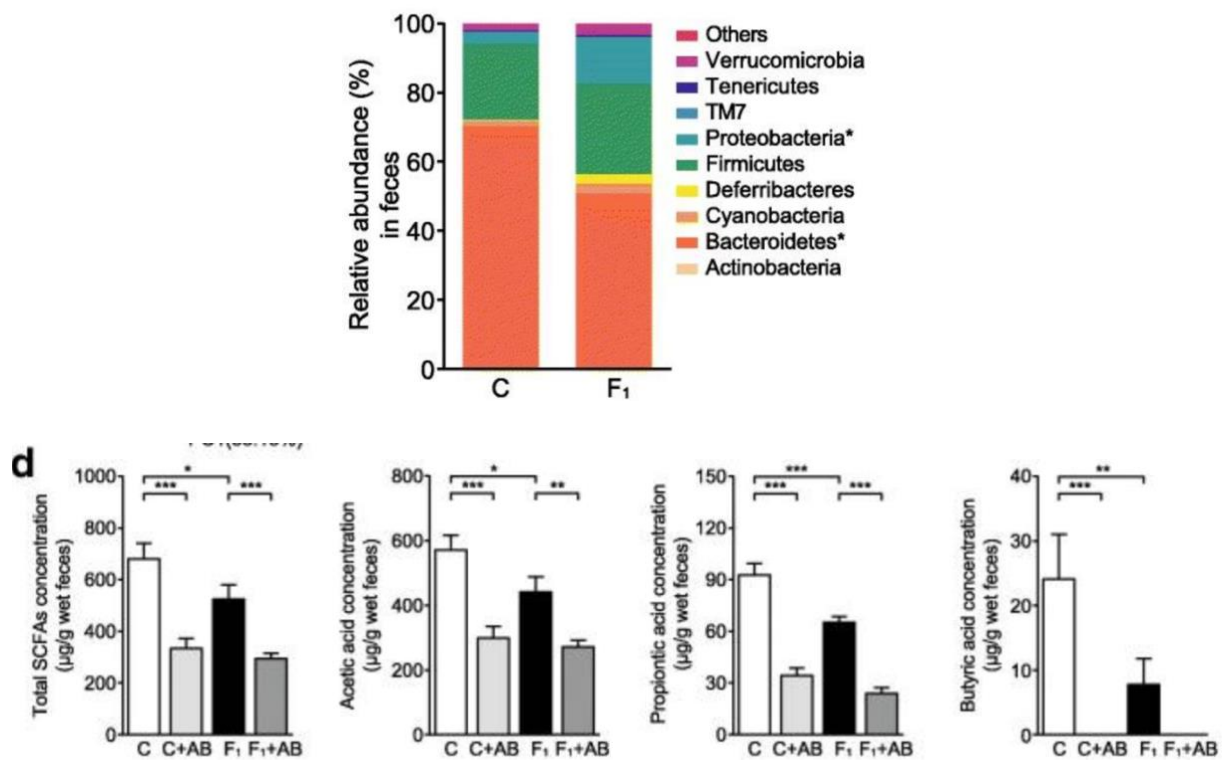 100
80
60
40
20
0
Relative abundance (%)
in feces
C
F₁
Others
Verrucomicrobia
Tenericutes
TM7
Proteobacteria*
Firmicutes
Deferribacteres
Cyanobacteria
Bacteroidetes*
Actinobacteria
d
Total SCFAs concentration
(µg/g wet feces)
1000
800
600
400
200
0
*
*** ***
C C+AB F₁ F₁+AB
Acetic acid concentration
(µg/g wet feces)
800
600
400
200
0
*
*** **
C C+AB F₁ F₁+AB
Propiontic acid concentration
(µg/g wet feces)
150
120
90
60
30
0
***
*** ***
C C+AB F₁ F₁+AB
Butyric acid concentration
(µg/g wet feces)
40
30
20
10
0
**
***
C C+AB F₁ F₁+AB